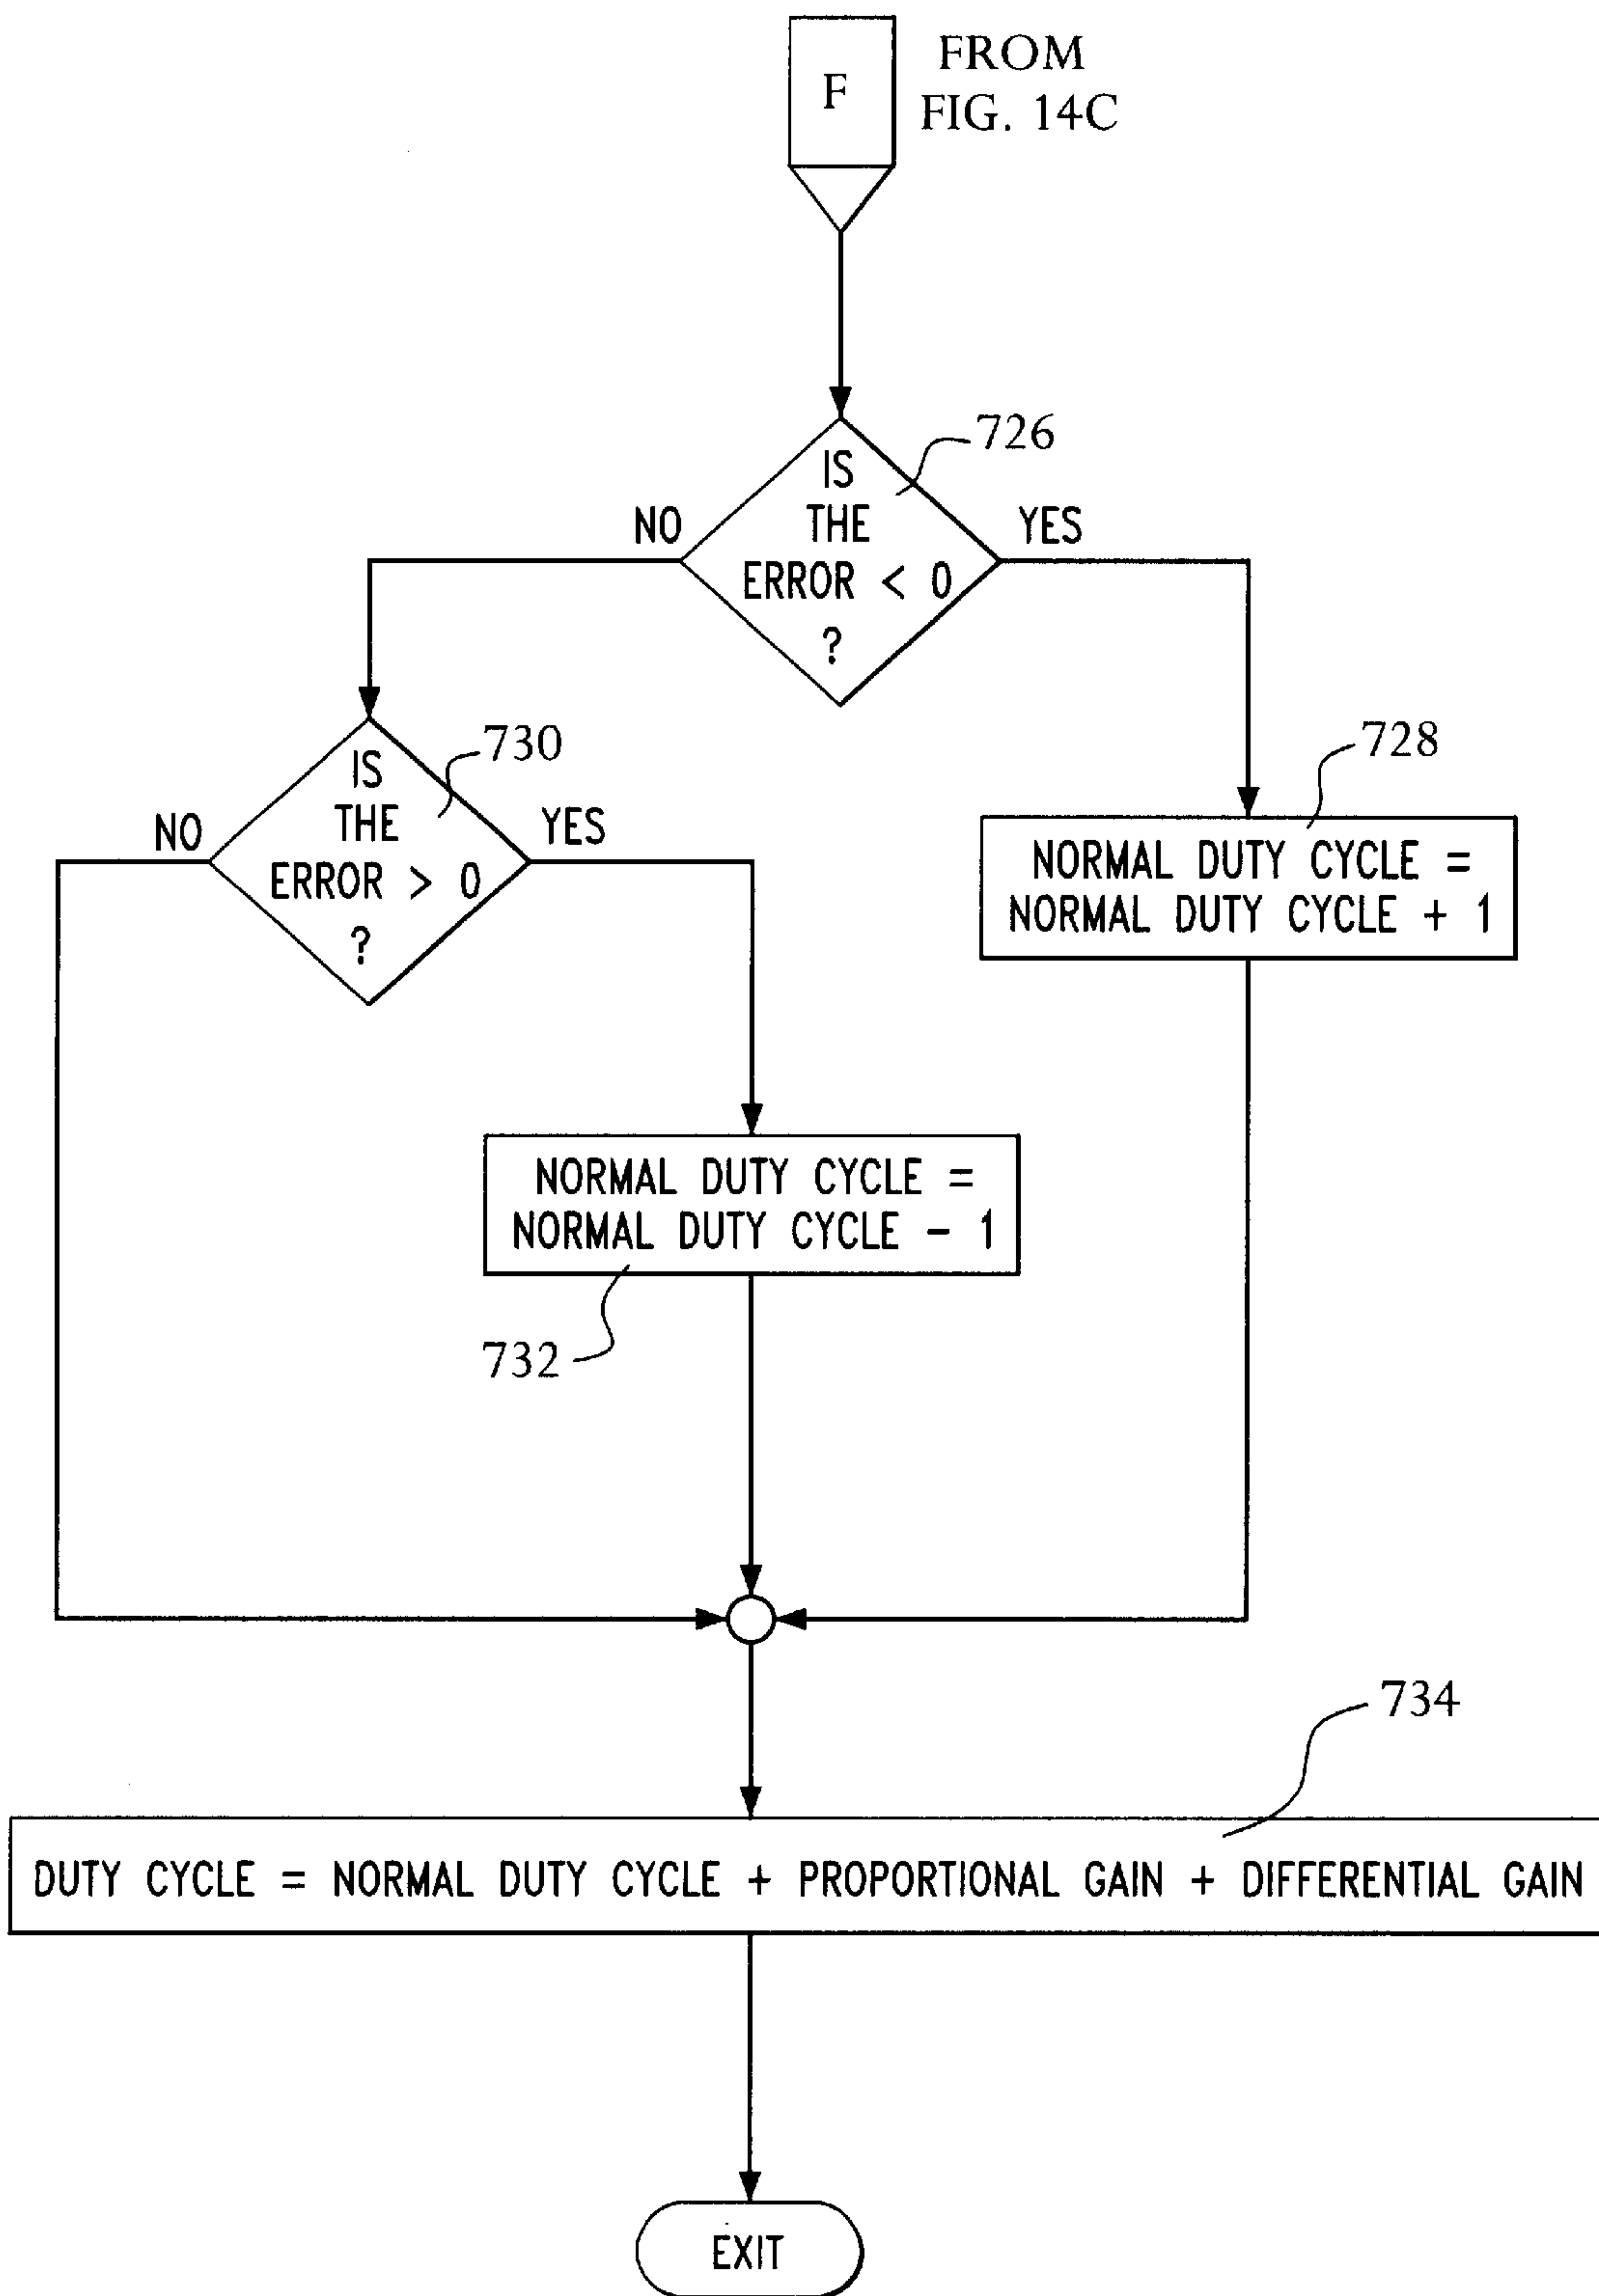 F
FROM
FIG. 14C
726
IS
THE
ERROR < 0
?
NO
YES
730
IS
THE
ERROR > 0
?
NO
YES
728
NORMAL DUTY CYCLE =
NORMAL DUTY CYCLE + 1
NORMAL DUTY CYCLE =
NORMAL DUTY CYCLE - 1
732
734
DUTY CYCLE = NORMAL DUTY CYCLE + PROPORTIONAL GAIN + DIFFERENTIAL GAIN
EXIT